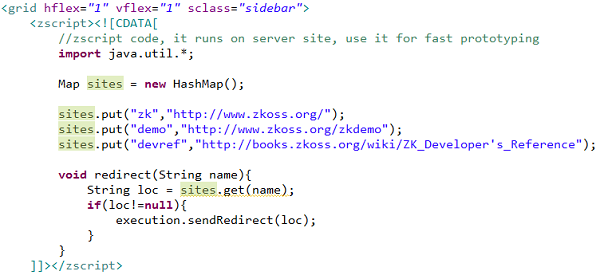 <grid hflex="1" vflex="1" sclass="sidebar">
    <zscript><![CDATA[
        //zscript code, it runs on server site, use it for fast prototyping
        import java.util.*;

        Map sites = new HashMap();

        sites.put("zk","http://www.zkoss.org/");
        sites.put("demo","http://www.zkoss.org/zkdemo");
        sites.put("devref","http://books.zkoss.org/wiki/ZK_Developer's_Reference");

        void redirect(String name){
            String loc = sites.get(name);
            if(loc!=null){
                execution.sendRedirect(loc);
            }
        }
    ]]></zscript>